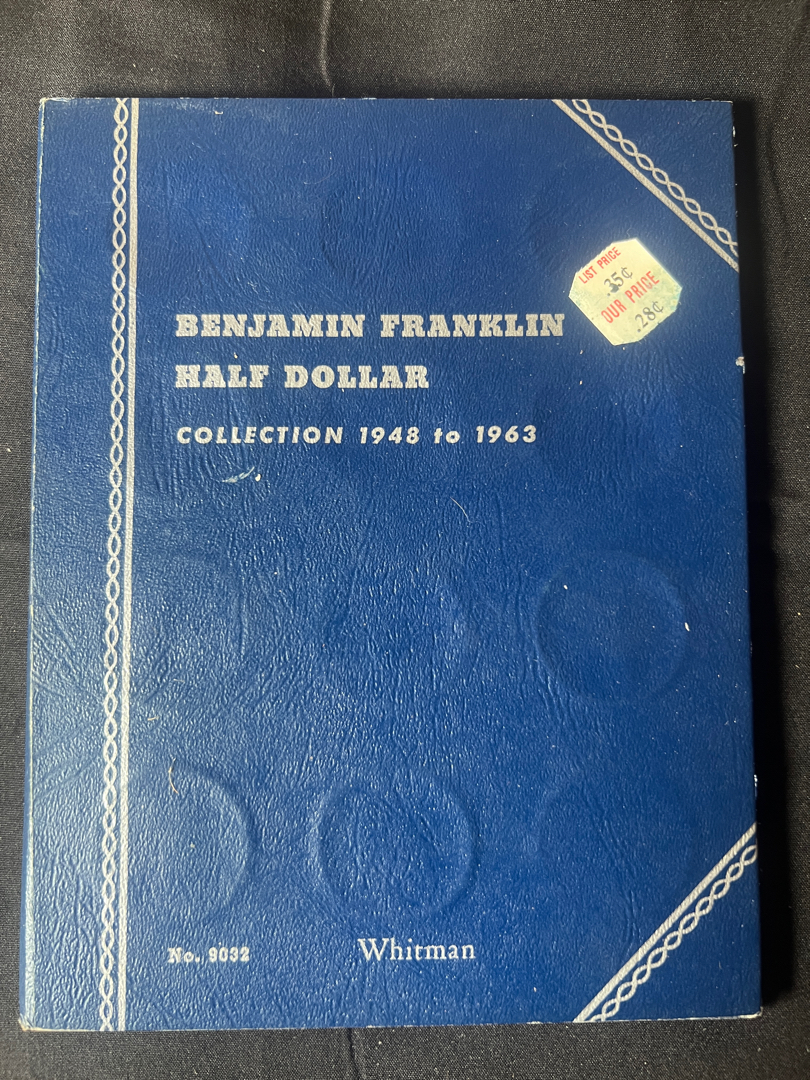 LIST PRICE
.35¢
OUR PRICE
.28¢
BENJAMIN FRANKLIN
HALF DOLLAR
COLLECTION 1948 to 1963
No. 9032
Whitman